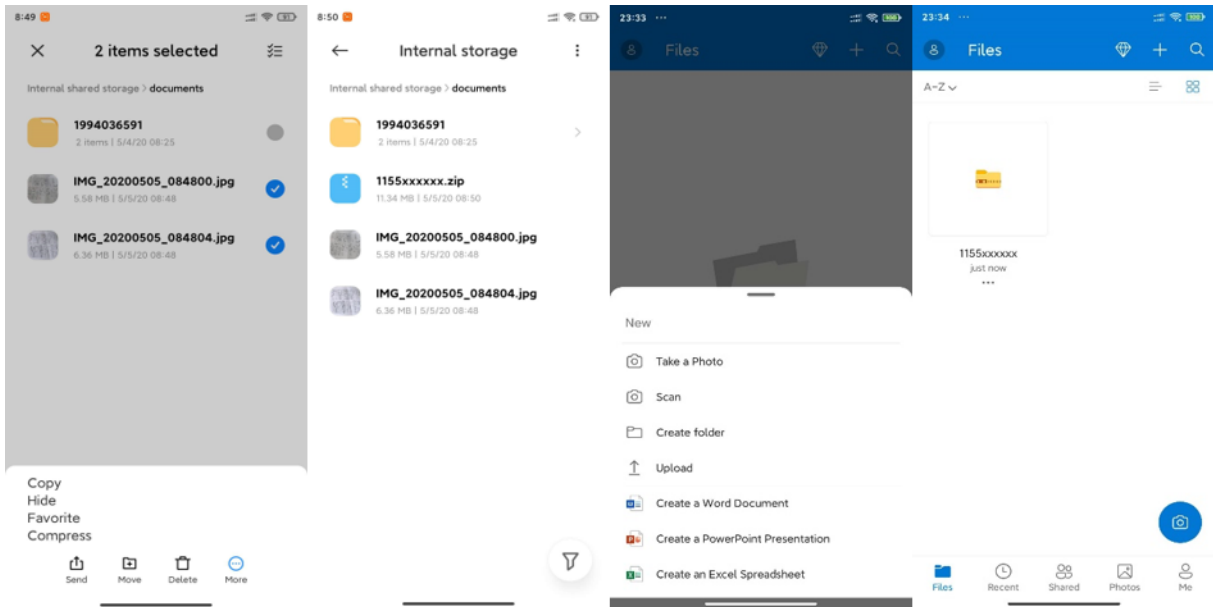 8:49
91
2 items selected
Internal shared storage > documents
1994036591
2 items | 5/4/20 08:25
IMG_20200505_084800.jpg
5.58 MB | 5/5/20 08:48
IMG_20200505_084804.jpg
6.36 MB | 5/5/20 08:48
Copy
Hide
Favorite
Compress
Send Move Delete More
8:50
91
Internal storage
Internal shared storage > documents
1994036591
2 items | 5/4/20 08:25
1155xxxxxx.zip
11.34 MB | 5/5/20 08:50
IMG_20200505_084800.jpg
5.58 MB | 5/5/20 08:48
IMG_20200505_084804.jpg
6.36 MB | 5/5/20 08:48
23:33 ···
100
Files
New
Take a Photo
Scan
Create folder
Upload
Create a Word Document
Create a PowerPoint Presentation
Create an Excel Spreadsheet
23:34 ···
100
Files
A-Z
1155xxxxxx
just now
Files Recent Shared Photos Me